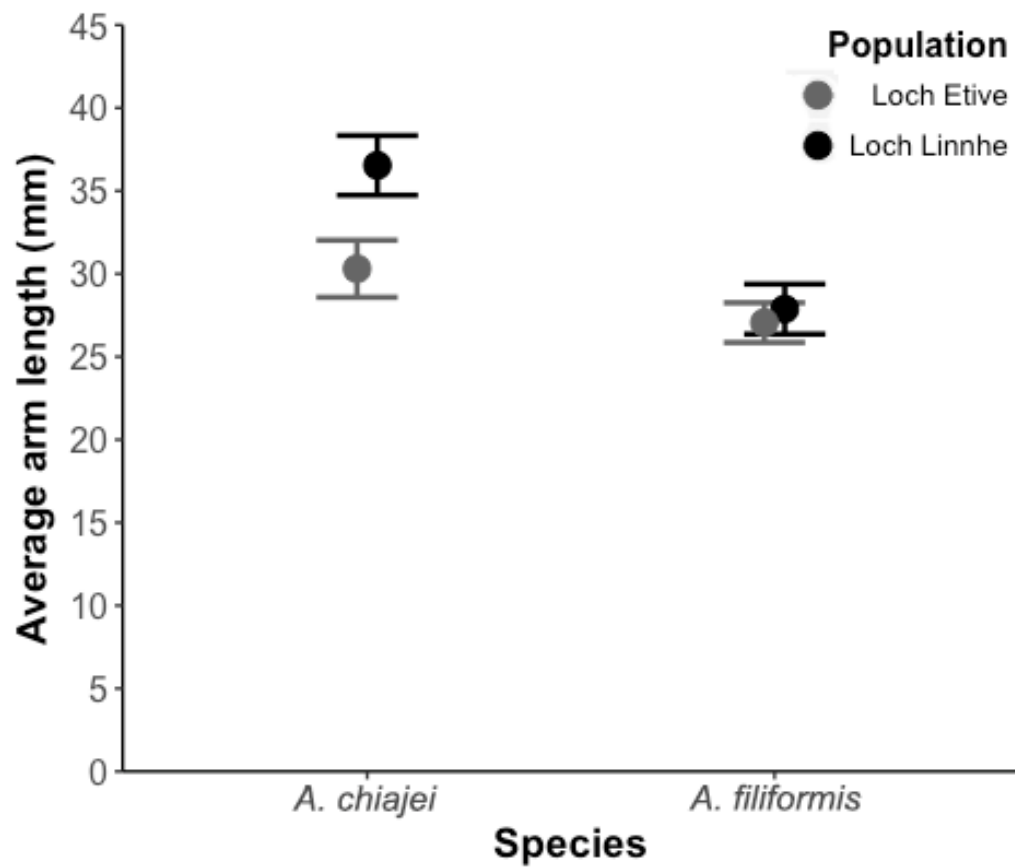 45
40
35
30
25
20
15
10
5
0
Average arm length (mm)
Population
Loch Etive
Loch Linnhe
A. chiajei
A. filiformis
Species